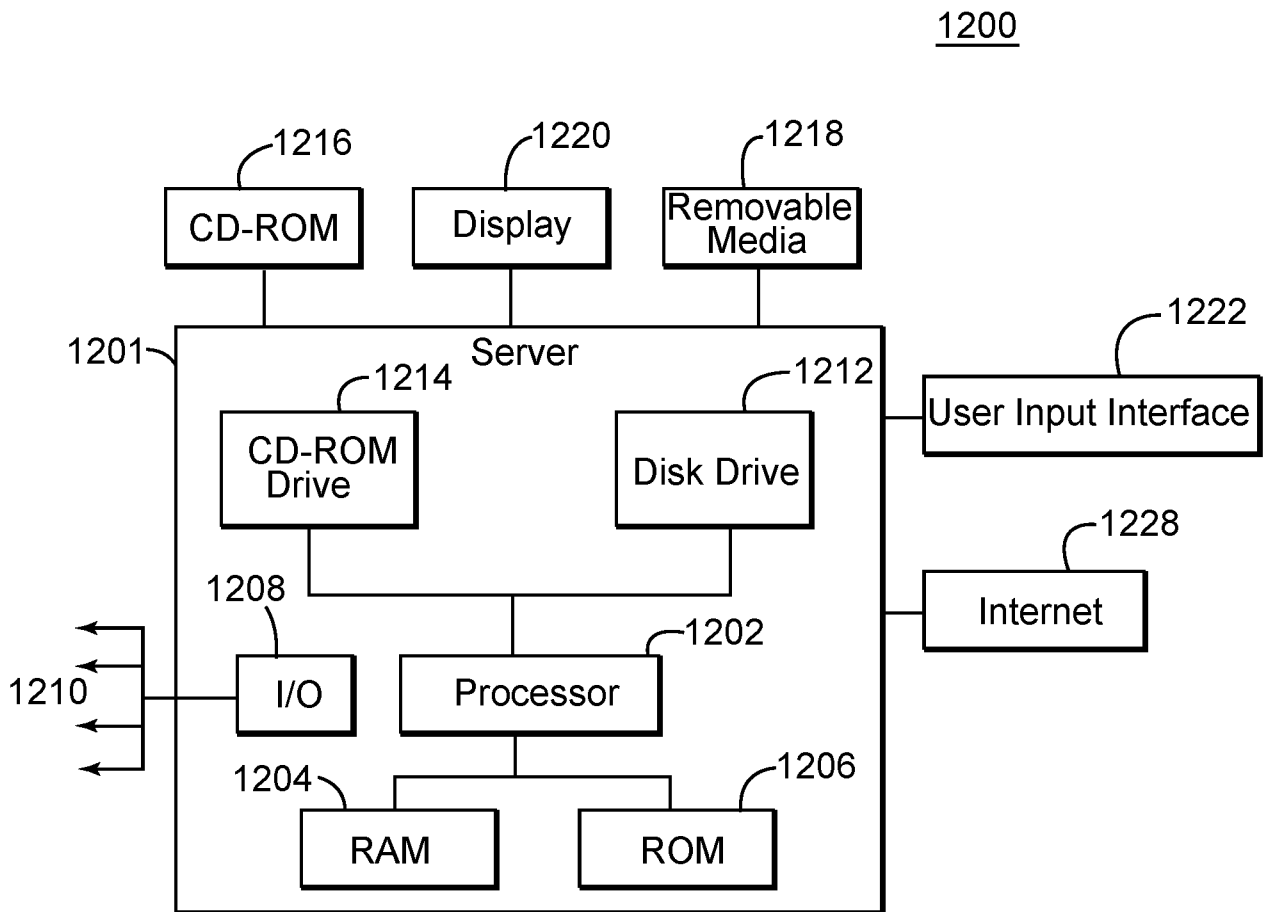 1200
1216
1220
1218
CD-ROM
Display
Removable
Media
1201
Server
1222
1214
1212
User Input Interface
CD-ROM
Drive
Disk Drive
1228
1208
1202
Internet
1210
I/O
Processor
1204
1206
RAM
ROM